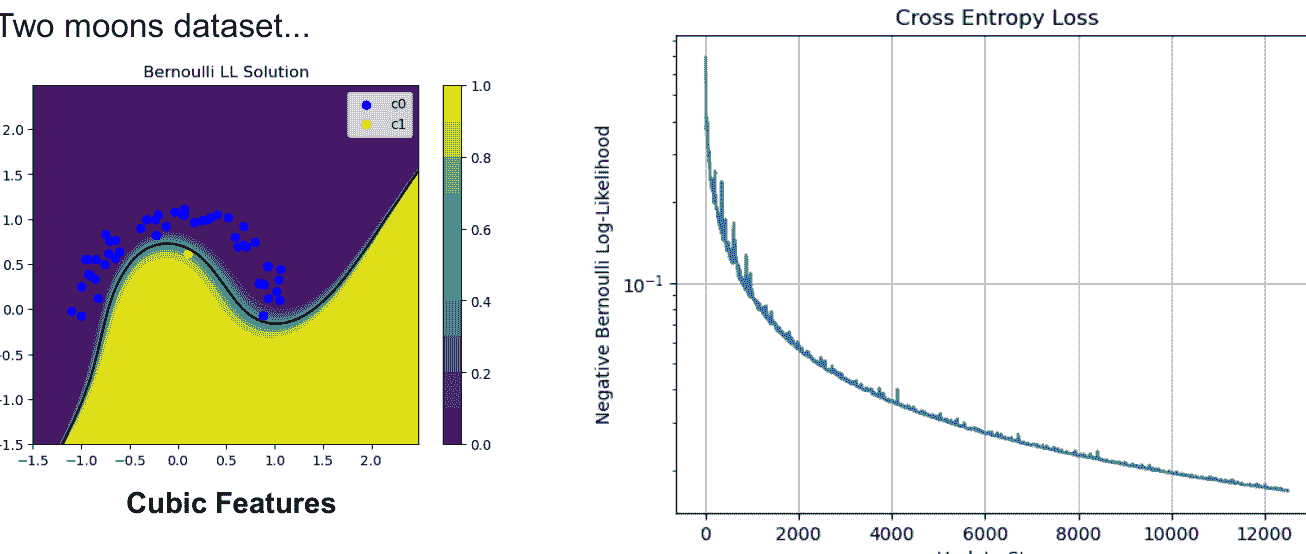 Two moons dataset...
Bernoulli LL Solution
c0
c1
2.0
1.5
1.0
0.5
0.0
-0.5
-1.0
-1.5
-1.5 -1.0 -0.5 0.0 0.5 1.0 1.5 2.0
1.0
0.8
0.6
0.4
0.2
0.0
Cubic Features
Cross Entropy Loss
Negative Bernoulli Log-Likelihood
10⁻¹
0 2000 4000 6000 8000 10000 12000